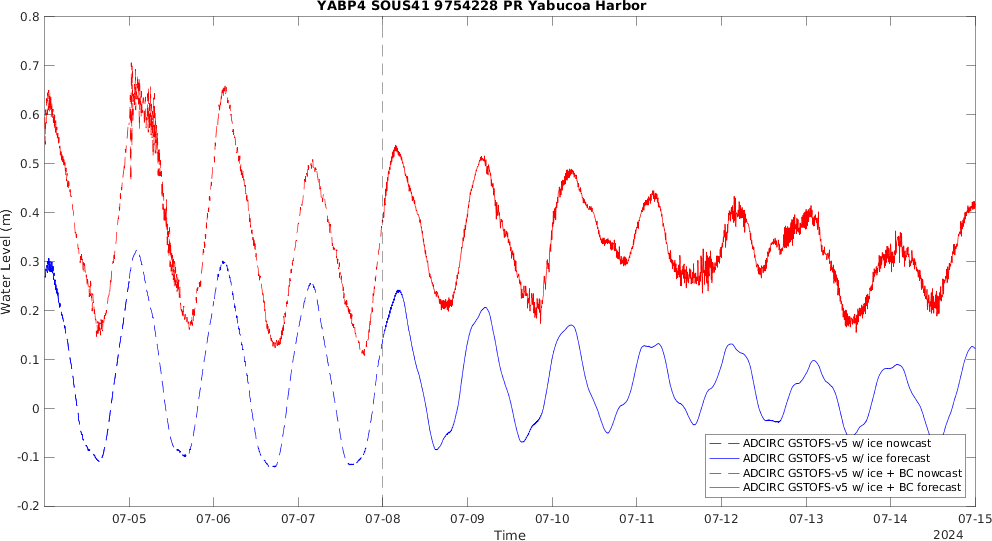 YABP4 SOUS41 9754228 PR Yabucoa Harbor
0.8
0.7
0.6
0.5
0.4
0.3
0.2
0.1
0
-0.1
-0.2
Water Level (m)
07-05 07-06 07-07 07-08 07-09 07-10 07-11 07-12 07-13 07-14 07-15
Time
2024
ADCIRC GSTOFS-v5 w/ ice nowcast
ADCIRC GSTOFS-v5 w/ ice forecast
ADCIRC GSTOFS-v5 w/ ice + BC nowcast
ADCIRC GSTOFS-v5 w/ ice + BC forecast